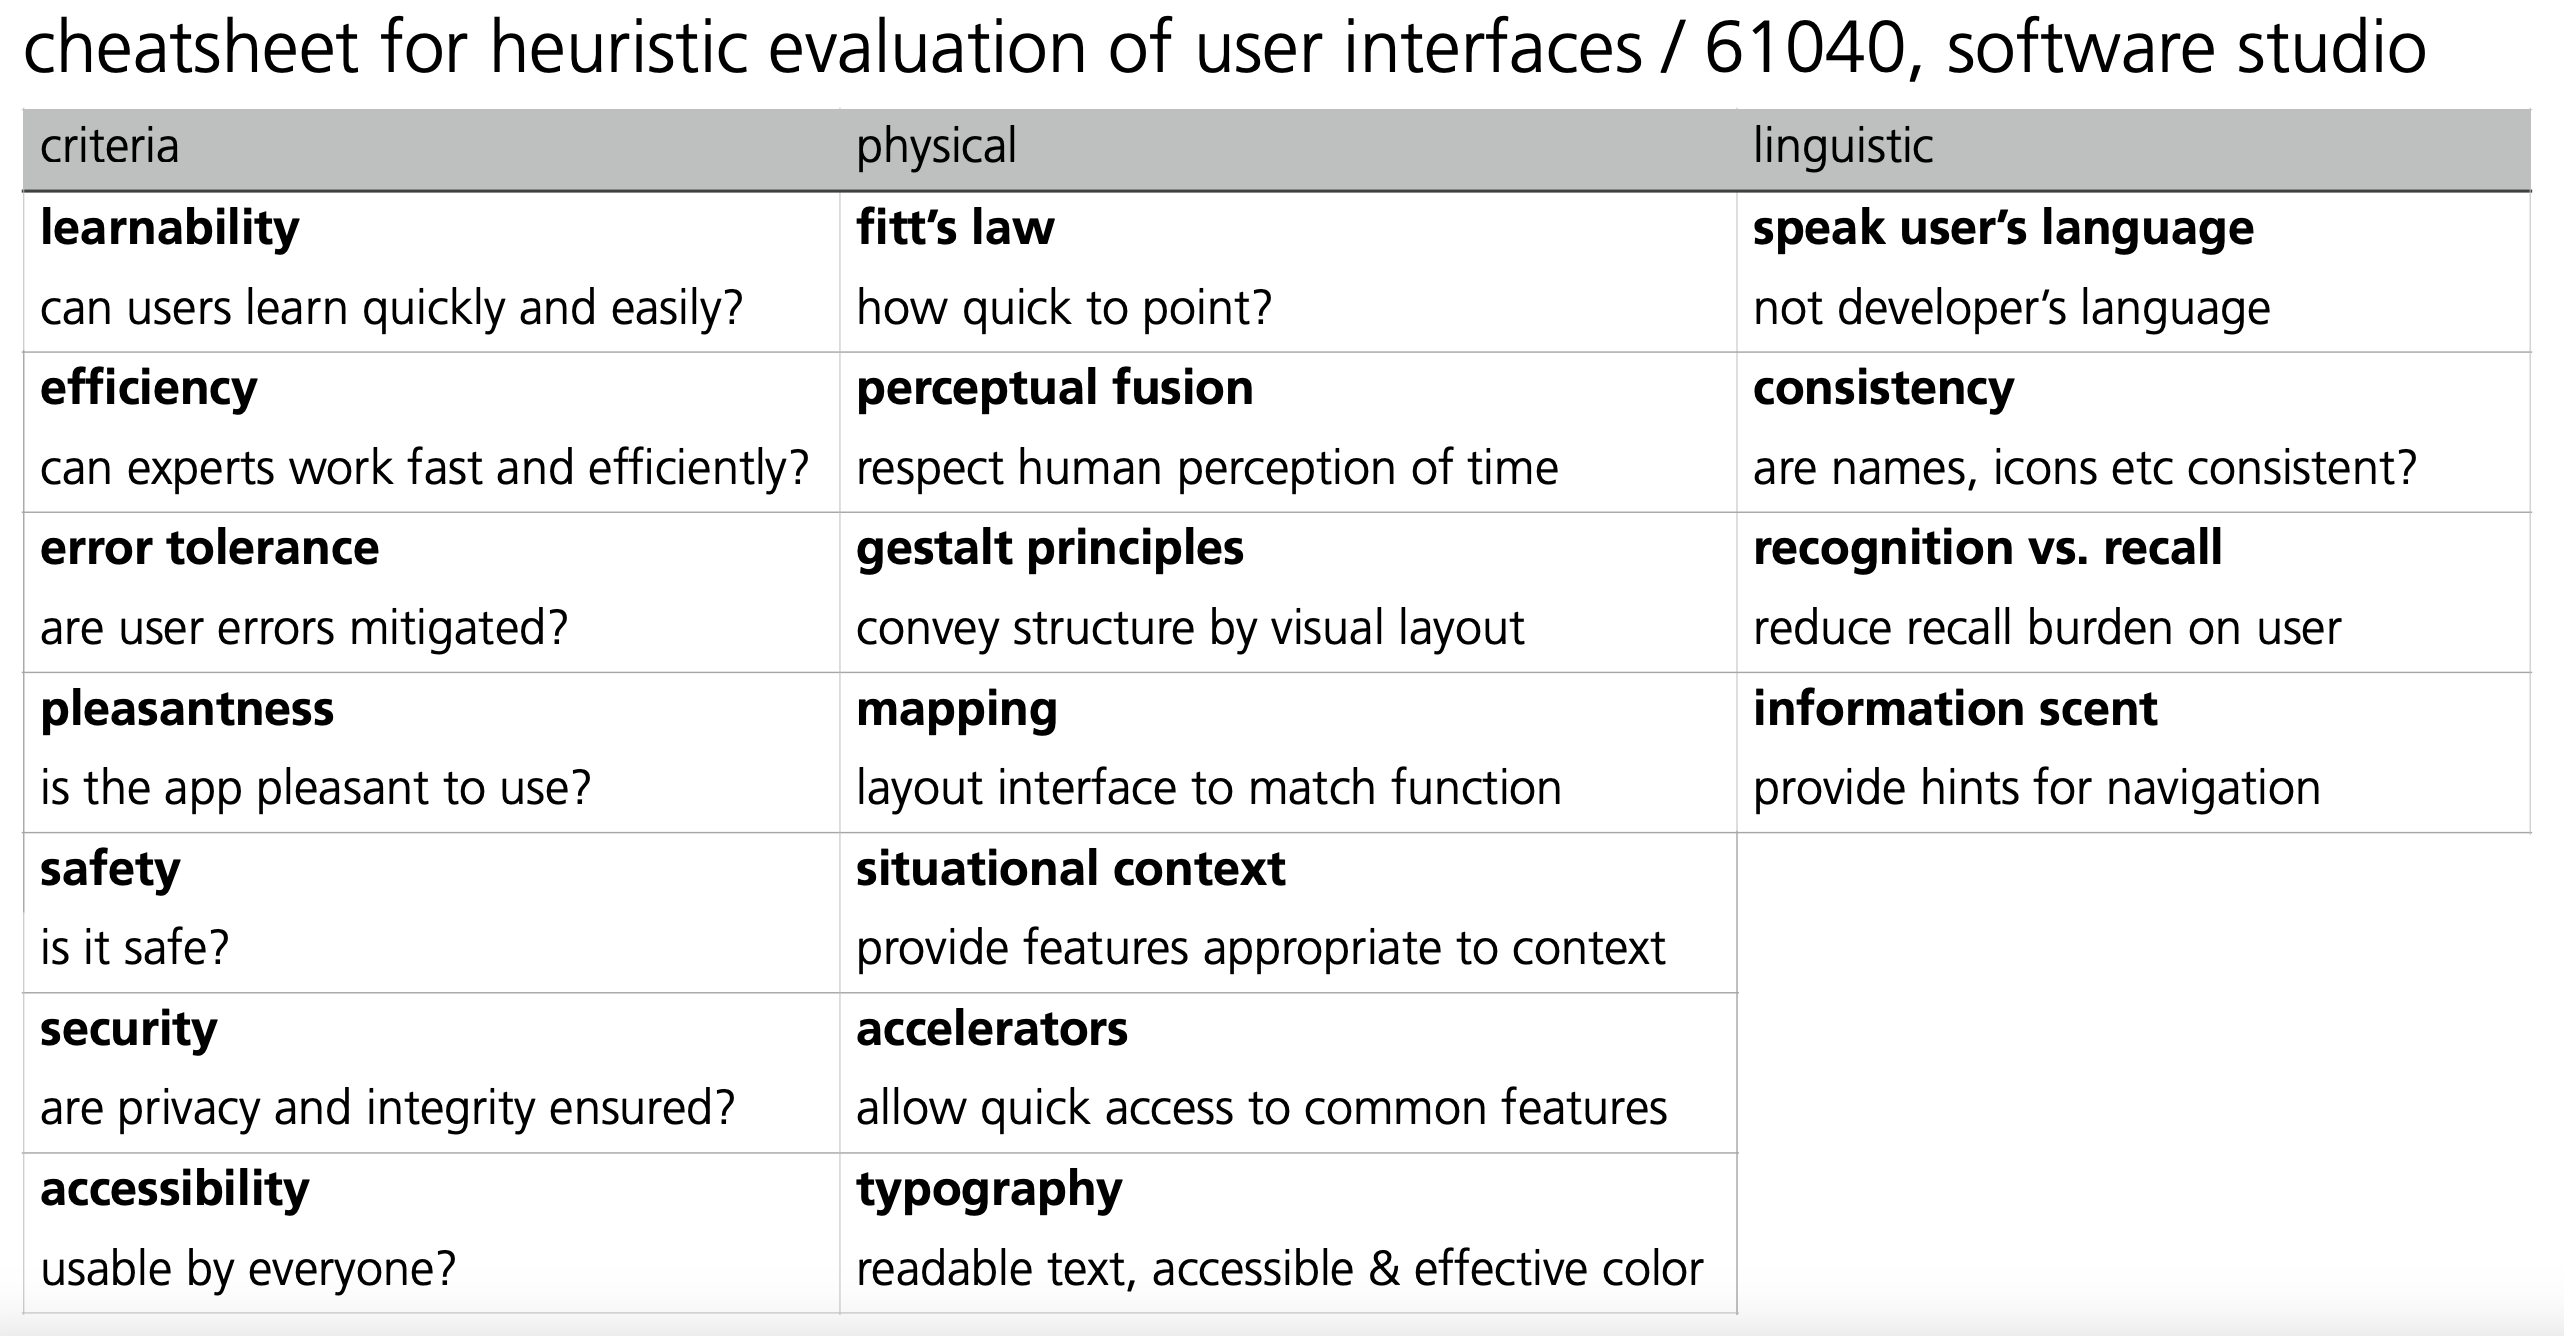 cheatsheet for heuristic evaluation of user interfaces / 61040, software studio
criteria
physical
linguistic
learnability
can users learn quickly and easily?
fitt’s law
how quick to point?
speak user’s language
not developer’s language
efficiency
can experts work fast and efficiently?
perceptual fusion
respect human perception of time
consistency
are names, icons etc consistent?
error tolerance
are user errors mitigated?
gestalt principles
convey structure by visual layout
recognition vs. recall
reduce recall burden on user
pleasantness
is the app pleasant to use?
mapping
layout interface to match function
information scent
provide hints for navigation
safety
is it safe?
situational context
provide features appropriate to context
security
are privacy and integrity ensured?
accelerators
allow quick access to common features
accessibility
usable by everyone?
typography
readable text, accessible & effective color